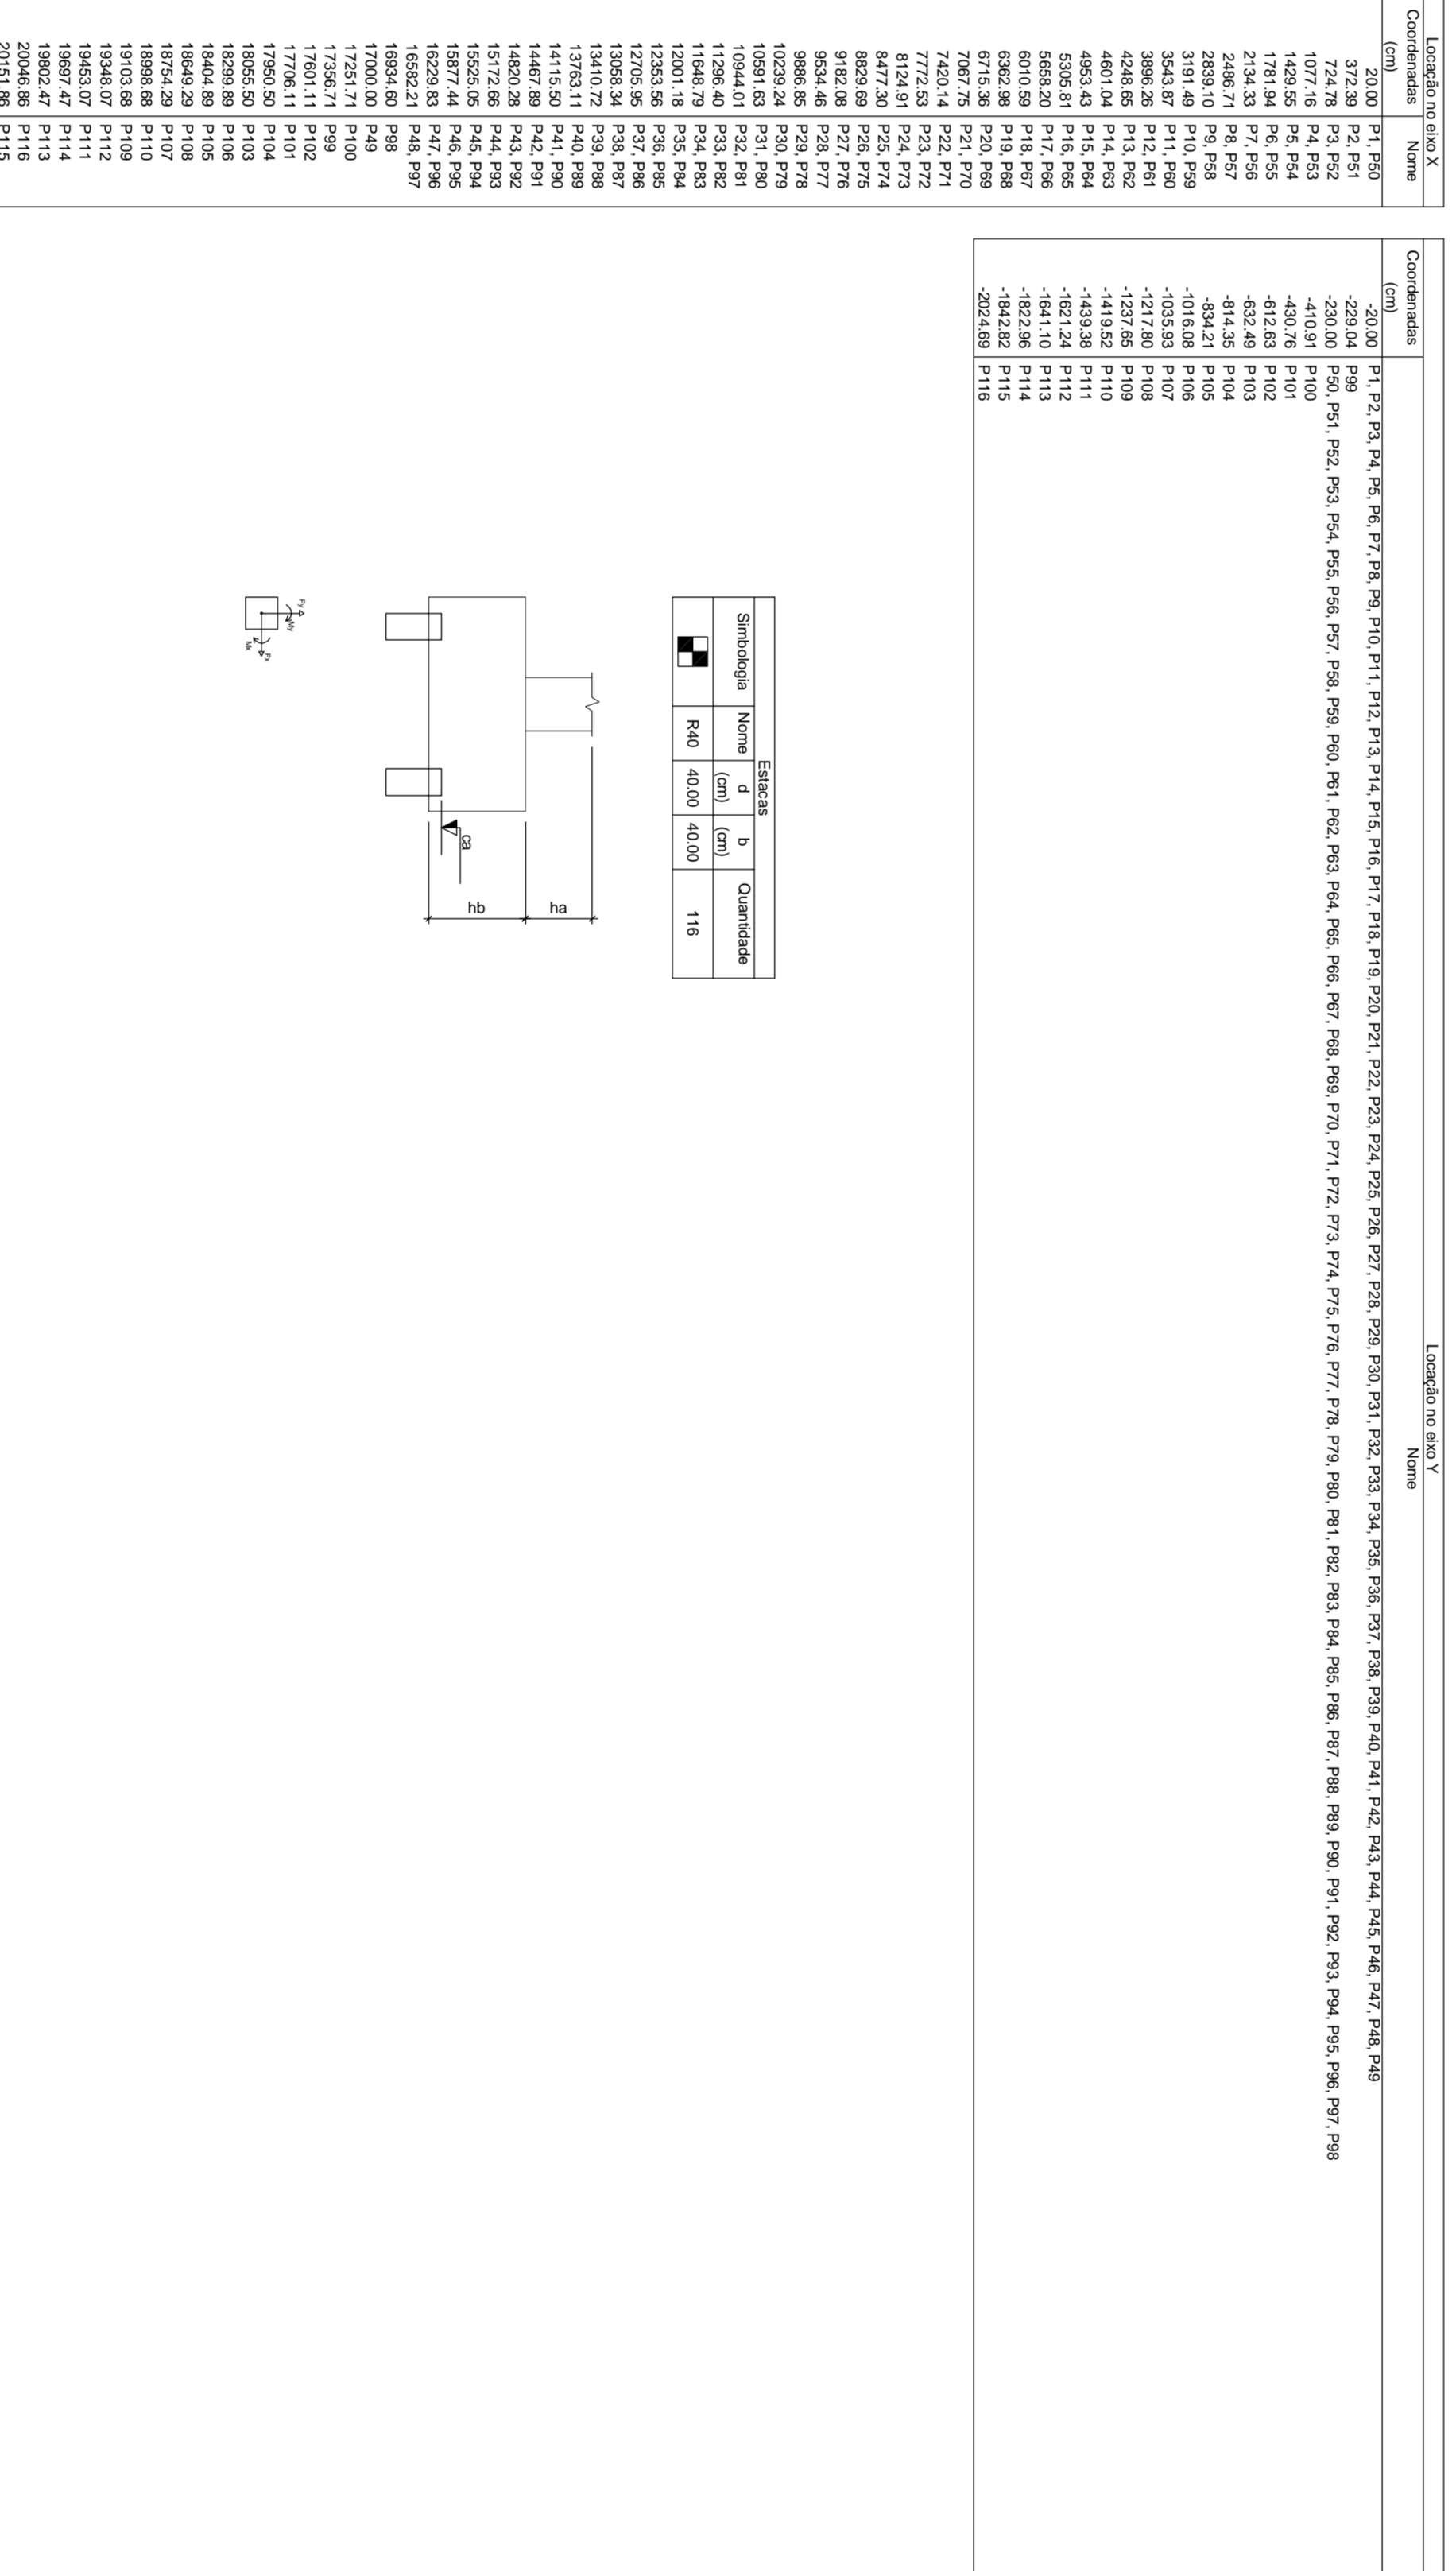 Locação no eixo X
Coordenadas Nome
(cm)
20.00 P1, P50
372.39 P2, P51
724.78 P3, P52
1077.16 P4, P53
1429.55 P5, P54
1781.94 P6, P55
2134.33 P7, P56
2486.71 P8, P57
2839.10 P9, P58
3191.49 P10, P59
3543.87 P11, P60
3896.26 P12, P61
4248.65 P13, P62
4601.04 P14, P63
4953.43 P15, P64
5305.81 P16, P65
5658.20 P17, P66
6010.59 P18, P67
6362.98 P19, P68
6715.36 P20, P69
7067.75 P21, P70
7420.14 P22, P71
7772.53 P23, P72
8124.91 P24, P73
8477.30 P25, P74
8829.69 P26, P75
9182.08 P27, P76
9534.46 P28, P77
9886.85 P29, P78
10239.24 P30, P79
10591.63 P31, P80
10944.01 P32, P81
11296.40 P33, P82
11648.79 P34, P83
12001.18 P35, P84
12353.56 P36, P85
12705.95 P37, P86
13058.34 P38, P87
13410.72 P39, P88
13763.11 P40, P89
14115.50 P41, P90
14467.89 P42, P91
14820.28 P43, P92
15172.66 P44, P93
15525.05 P45, P94
15877.44 P46, P95
16229.83 P47, P96
16582.21 P48, P97
16934.60 P98
17000.00 P49
17251.71 P100
17356.71 P99
17601.11 P102
17706.11 P101
17950.50 P104
18055.50 P103
18299.89 P106
18404.89 P105
18649.29 P108
18754.29 P107
18998.68 P110
19103.68 P109
19348.07 P112
19453.07 P111
19697.47 P114
19802.47 P113
20046.86 P116
20151.86 P115
Locação no eixo Y
Coordenadas Nome
(cm)
-20.00 P1, P2, P3, P4, P5, P6, P7, P8, P9, P10, P11, P12, P13, P14, P15, P16, P17, P18, P19, P20, P21, P22, P23, P24, P25, P26, P27, P28, P29, P30, P31, P32, P33, P34, P35, P36, P37, P38, P39, P40, P41, P42, P43, P44, P45, P46, P47, P48, P49
-229.04 P99
-230.00 P50, P51, P52, P53, P54, P55, P56, P57, P58, P59, P60, P61, P62, P63, P64, P65, P66, P67, P68, P69, P70, P71, P72, P73, P74, P75, P76, P77, P78, P79, P80, P81, P82, P83, P84, P85, P86, P87, P88, P89, P90, P91, P92, P93, P94, P95, P96, P97, P98
-410.91 P100
-430.76 P101
-612.63 P102
-632.49 P103
-814.35 P104
-834.21 P105
-1016.08 P106
-1035.93 P107
-1217.80 P108
-1237.65 P109
-1419.52 P110
-1439.38 P111
-1621.24 P112
-1641.10 P113
-1822.96 P114
-1842.82 P115
-2024.69 P116
Estacas
Simbologia Nome d b Quantidade
(cm) (cm)
R40 40.00 40.00 116
ha
hb
ca
Fy
My
Fx
Mx